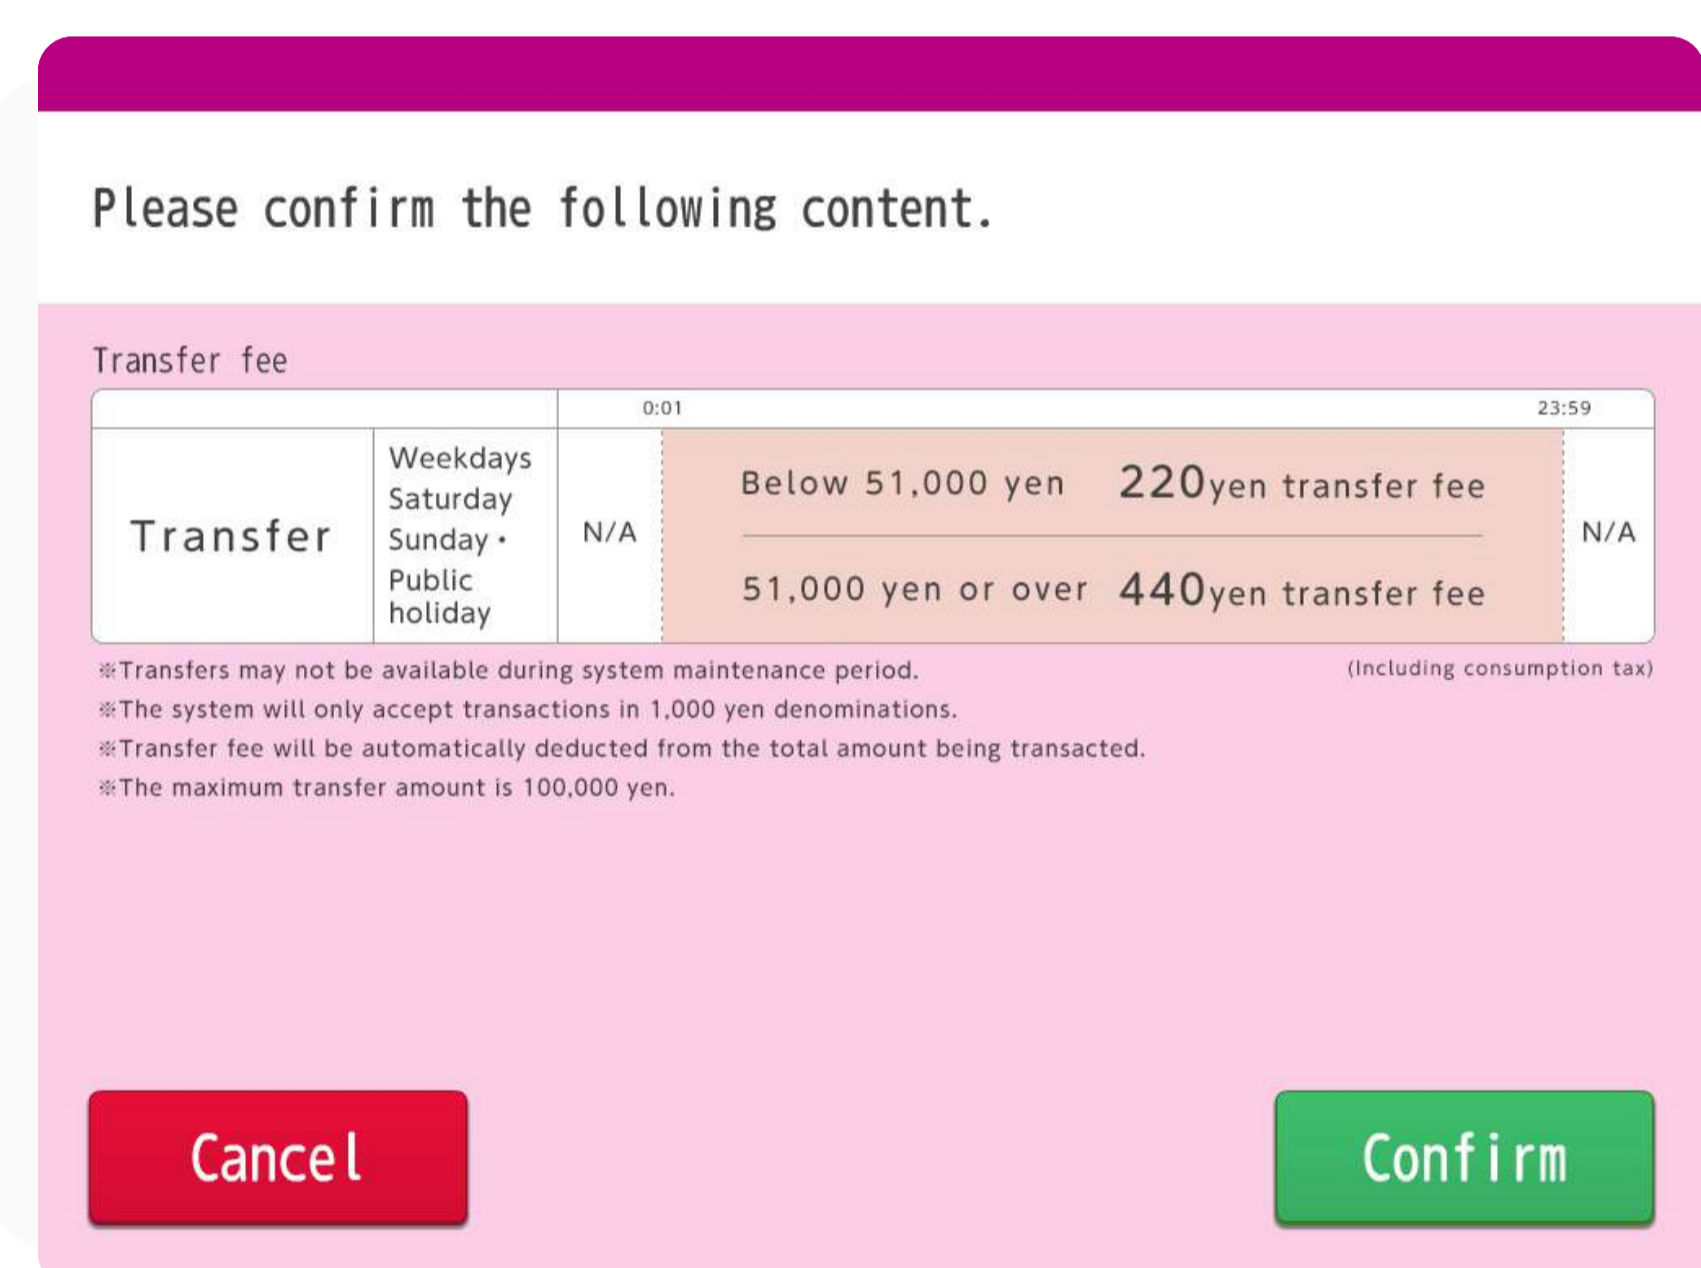 Please confirm the following content.
Transfer fee
0:01 23:59
Transfer
Weekdays
Saturday
Sunday・
Public
holiday
N/A
Below 51,000 yen 220yen transfer fee
51,000 yen or over 440yen transfer fee
N/A
※Transfers may not be available during system maintenance period.
(Including consumption tax)
※The system will only accept transactions in 1,000 yen denominations.
※Transfer fee will be automatically deducted from the total amount being transacted.
※The maximum transfer amount is 100,000 yen.
Cancel
Confirm